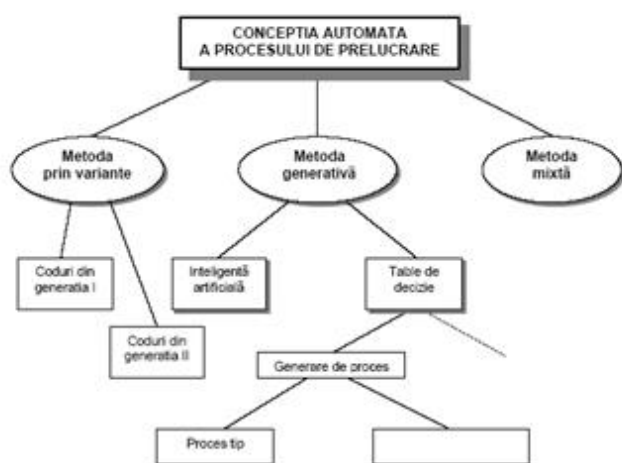 CONCEPTIA AUTOMATA
A PROCESULUI DE PRELUCRARE
Metoda
prin variante
Metoda
generativă
Metoda
mixtă
Coduri din
generatia I
Inteligentă
artificială
Table de
decizie
Coduri din
generatia II
Generare de proces
Proces tip